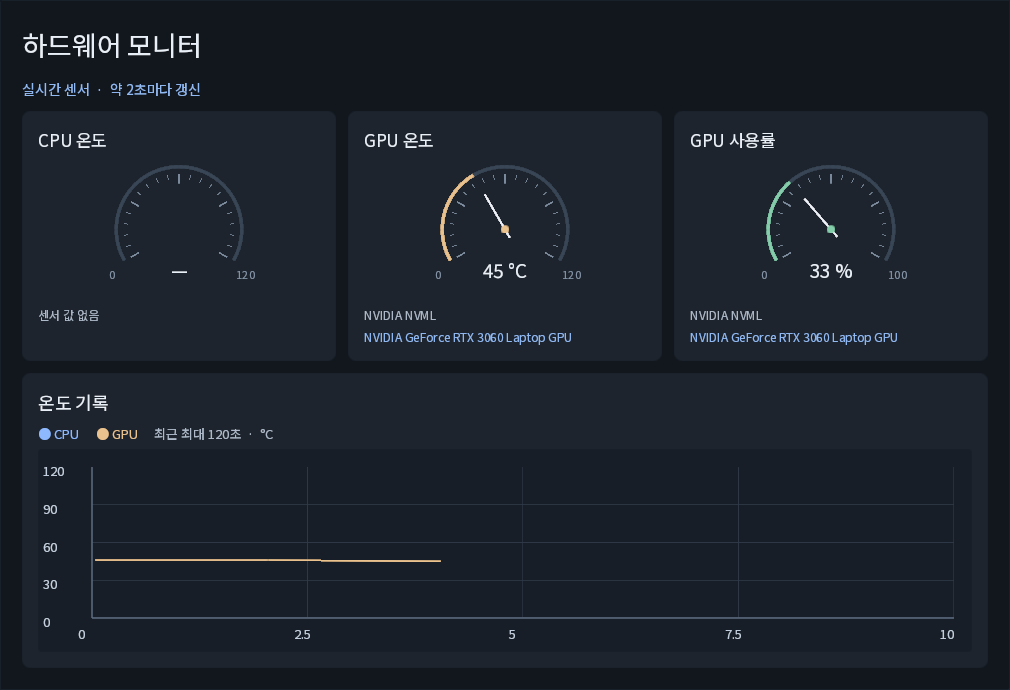 하드웨어 모니터
실시간 센서 · 약 2초마다 갱신
CPU 온도
0
—
120
센서 값 없음
GPU 온도
0
45 °C
120
NVIDIA NVML
NVIDIA GeForce RTX 3060 Laptop GPU
GPU 사용률
0
33 %
100
NVIDIA NVML
NVIDIA GeForce RTX 3060 Laptop GPU
온도 기록
CPU GPU 최근 최대 120초 · °C
120
90
60
30
0
0 2.5 5 7.5 10